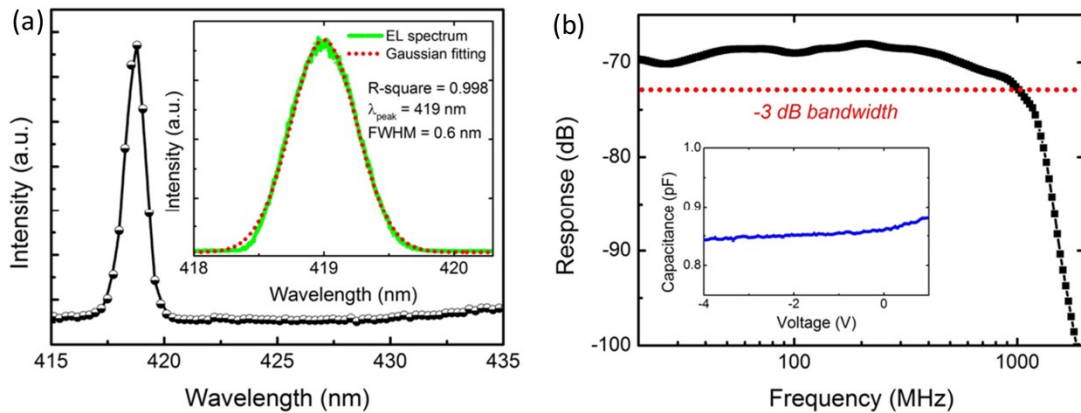 (a)
Intensity (a.u.)
EL spectrum
Gaussian fitting
R-square = 0.998
λpeak = 419 nm
FWHM = 0.6 nm
Intensity (a.u.)
418 419 420
Wavelength (nm)
415 420 425 430 435
Wavelength (nm)
(b)
Response (dB)
-70
-80
-90
-100
-3 dB bandwidth
Capacitance (pF)
1.0
0.9
0.8
-4 -2 0
Voltage (V)
100 1000
Frequency (MHz)